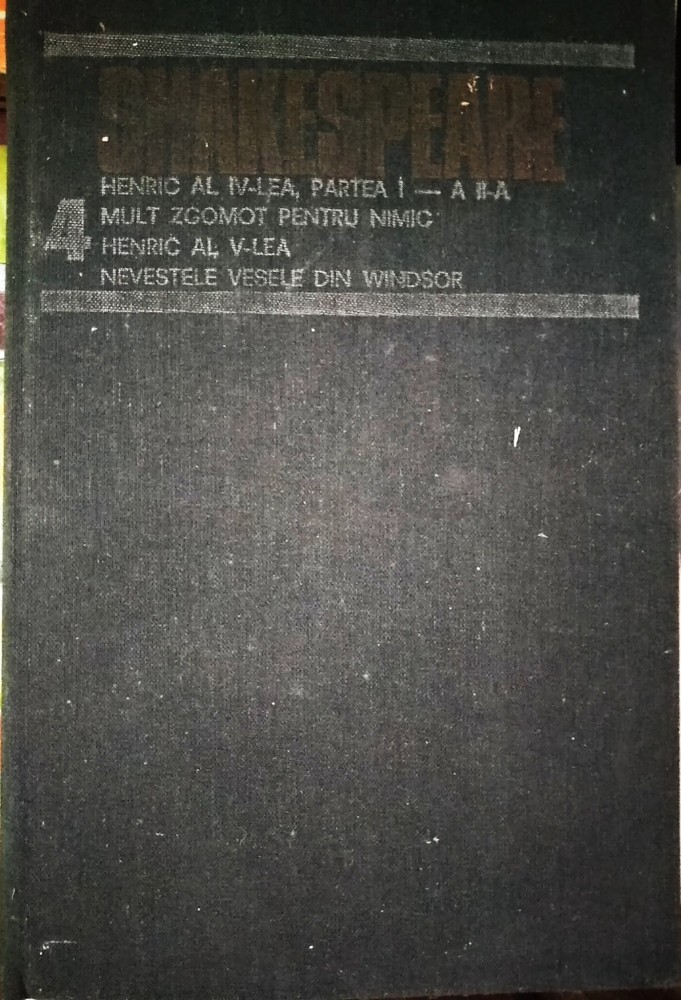 SHAKESPEARE
HENRIC AL IV-LEA, PARTEA I — A II-A
MULT ZGOMOT PENTRU NIMIC
4
HENRIC AL V-LEA
NEVESTELE VESELE DIN WINDSOR